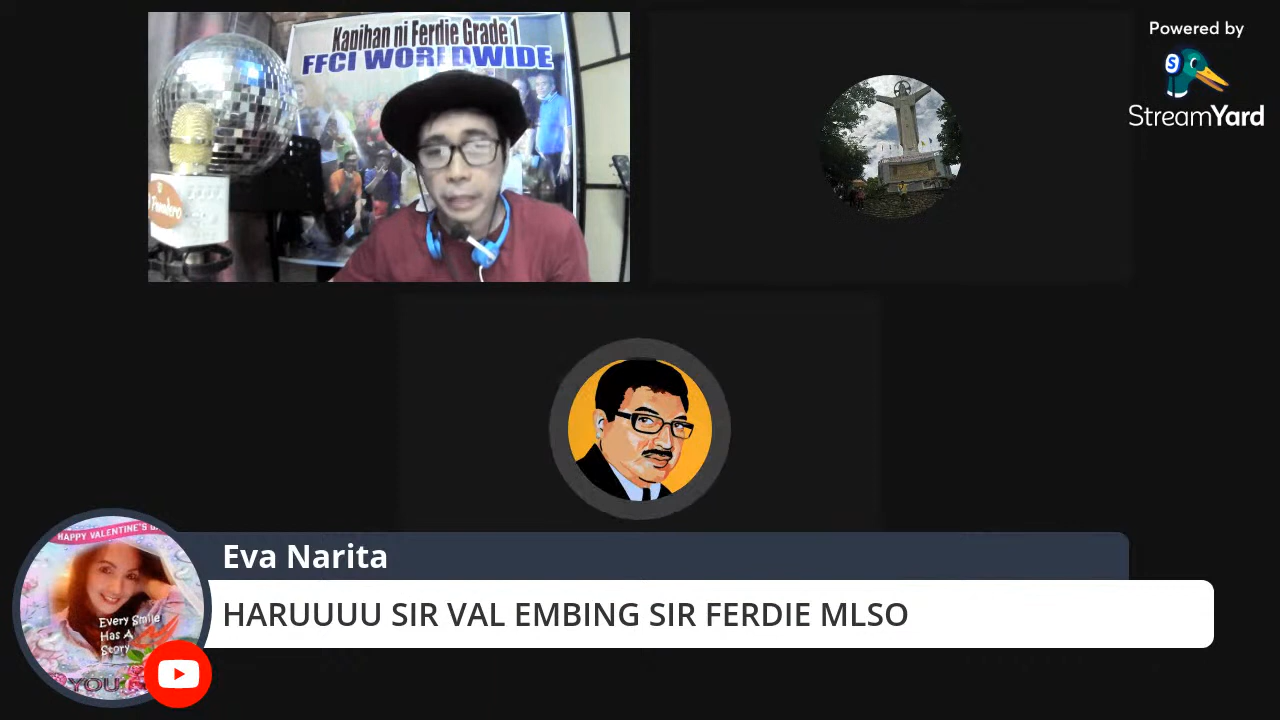 Kapihan ni Ferdie Grade 1
FFCI WORLDWIDE
Powered by
StreamYard
HAPPY VALENTINE'S
Every Smile
Has A
Story
YOU
Eva Narita
HARUUUU SIR VAL EMBING SIR FERDIE MLSO